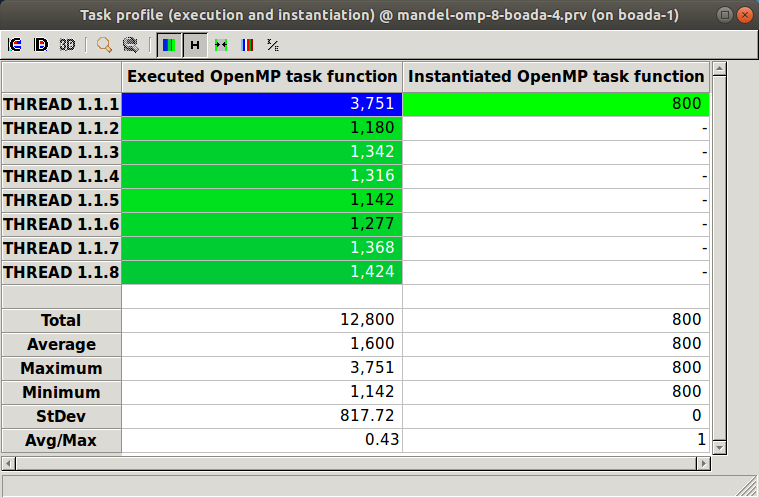 Task profile (execution and instantiation) @ mandel-omp-8-boada-4.prv (on boada-1)
3D
Executed OpenMP task function Instantiated OpenMP task function
THREAD 1.1.1 3,751 800
THREAD 1.1.2 1,180 -
THREAD 1.1.3 1,342 -
THREAD 1.1.4 1,316 -
THREAD 1.1.5 1,142 -
THREAD 1.1.6 1,277 -
THREAD 1.1.7 1,368 -
THREAD 1.1.8 1,424 -
Total 12,800 800
Average 1,600 800
Maximum 3,751 800
Minimum 1,142 800
StDev 817.72 0
Avg/Max 0.43 1